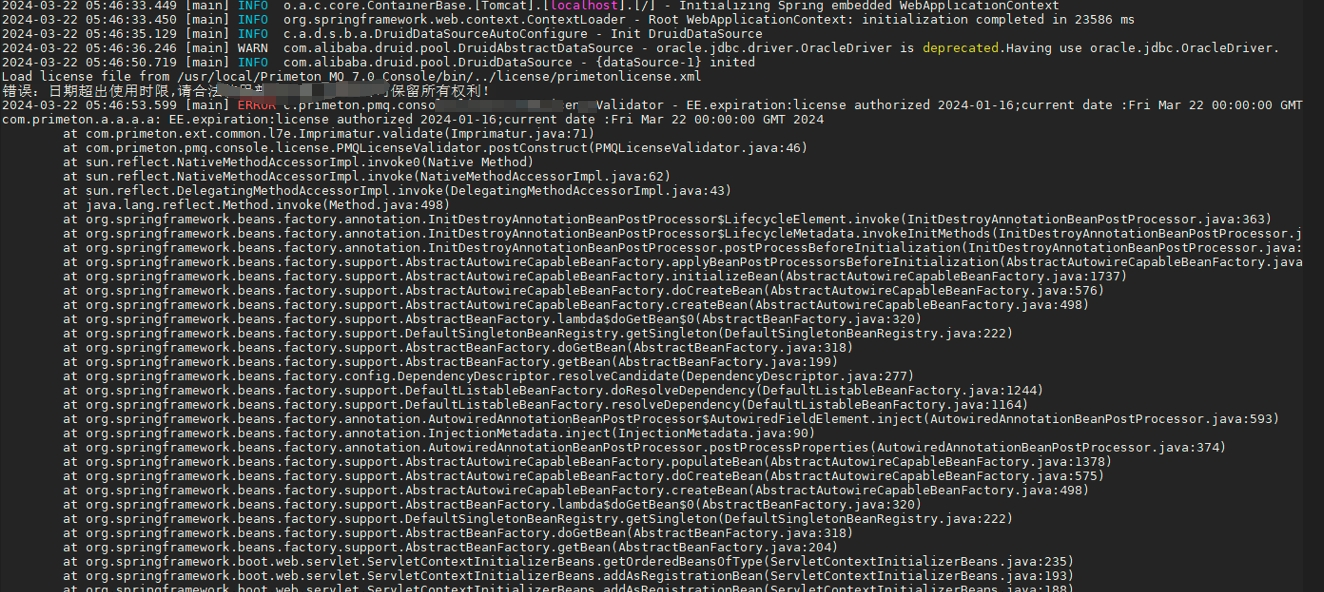 2024-03-22 05:46:33.449 [main] INFO  o.a.c.core.ContainerBase.[Tomcat].[localhost].[/] - Initializing Spring embedded WebApplicationContext
2024-03-22 05:46:33.450 [main] INFO  org.springframework.web.context.ContextLoader - Root WebApplicationContext: initialization completed in 23586 ms
2024-03-22 05:46:35.129 [main] INFO  c.a.d.s.b.a.DruidDataSourceAutoConfigure - Init DruidDataSource
2024-03-22 05:46:36.246 [main] WARN  com.alibaba.druid.pool.DruidAbstractDataSource - oracle.jdbc.driver.OracleDriver is deprecated.Having use oracle.jdbc.OracleDriver.
2024-03-22 05:46:50.719 [main] INFO  com.alibaba.druid.pool.DruidDataSource - {dataSource-1} inited
Load license file from /usr/local/Primeton_MQ_7.0_Console/bin/../license/primetonlicense.xml
错误: 日期超出使用时限,请合法 保留所有权利!
2024-03-22 05:46:53.599 [main] ERROR c.primeton.pmq.conso Validator - EE.expiration:license authorized 2024-01-16;current date :Fri Mar 22 00:00:00 GMT
com.primeton.a.a.a.a: EE.expiration:license authorized 2024-01-16;current date :Fri Mar 22 00:00:00 GMT 2024
at com.primeton.ext.common.l7e.Imprimatur.validate(Imprimatur.java:71)
at com.primeton.pmq.console.license.PMQLicenseValidator.postConstruct(PMQLicenseValidator.java:46)
at sun.reflect.NativeMethodAccessorImpl.invoke0(Native Method)
at sun.reflect.NativeMethodAccessorImpl.invoke(NativeMethodAccessorImpl.java:62)
at sun.reflect.DelegatingMethodAccessorImpl.invoke(DelegatingMethodAccessorImpl.java:43)
at java.lang.reflect.Method.invoke(Method.java:498)
at org.springframework.beans.factory.annotation.InitDestroyAnnotationBeanPostProcessor$LifecycleElement.invoke(InitDestroyAnnotationBeanPostProcessor.java:363)
at org.springframework.beans.factory.annotation.InitDestroyAnnotationBeanPostProcessor$LifecycleMetadata.invokeInitMethods(InitDestroyAnnotationBeanPostProcessor.j
at org.springframework.beans.factory.annotation.InitDestroyAnnotationBeanPostProcessor.postProcessBeforeInitialization(InitDestroyAnnotationBeanPostProcessor.java:
at org.springframework.beans.factory.support.AbstractAutowireCapableBeanFactory.applyBeanPostProcessorsBeforeInitialization(AbstractAutowireCapableBeanFactory.java
at org.springframework.beans.factory.support.AbstractAutowireCapableBeanFactory.initializeBean(AbstractAutowireCapableBeanFactory.java:1737)
at org.springframework.beans.factory.support.AbstractAutowireCapableBeanFactory.doCreateBean(AbstractAutowireCapableBeanFactory.java:576)
at org.springframework.beans.factory.support.AbstractAutowireCapableBeanFactory.createBean(AbstractAutowireCapableBeanFactory.java:498)
at org.springframework.beans.factory.support.AbstractBeanFactory.lambda$doGetBean$0(AbstractBeanFactory.java:320)
at org.springframework.beans.factory.support.DefaultSingletonBeanRegistry.getSingleton(DefaultSingletonBeanRegistry.java:222)
at org.springframework.beans.factory.support.AbstractBeanFactory.doGetBean(AbstractBeanFactory.java:318)
at org.springframework.beans.factory.support.AbstractBeanFactory.getBean(AbstractBeanFactory.java:199)
at org.springframework.beans.factory.config.DependencyDescriptor.resolveCandidate(DependencyDescriptor.java:277)
at org.springframework.beans.factory.support.DefaultListableBeanFactory.doResolveDependency(DefaultListableBeanFactory.java:1244)
at org.springframework.beans.factory.support.DefaultListableBeanFactory.resolveDependency(DefaultListableBeanFactory.java:1164)
at org.springframework.beans.factory.annotation.AutowiredAnnotationBeanPostProcessor$AutowiredFieldElement.inject(AutowiredAnnotationBeanPostProcessor.java:593)
at org.springframework.beans.factory.annotation.InjectionMetadata.inject(InjectionMetadata.java:90)
at org.springframework.beans.factory.annotation.AutowiredAnnotationBeanPostProcessor.postProcessProperties(AutowiredAnnotationBeanPostProcessor.java:374)
at org.springframework.beans.factory.support.AbstractAutowireCapableBeanFactory.populateBean(AbstractAutowireCapableBeanFactory.java:1378)
at org.springframework.beans.factory.support.AbstractAutowireCapableBeanFactory.doCreateBean(AbstractAutowireCapableBeanFactory.java:575)
at org.springframework.beans.factory.support.AbstractAutowireCapableBeanFactory.createBean(AbstractAutowireCapableBeanFactory.java:498)
at org.springframework.beans.factory.support.AbstractBeanFactory.lambda$doGetBean$0(AbstractBeanFactory.java:320)
at org.springframework.beans.factory.support.DefaultSingletonBeanRegistry.getSingleton(DefaultSingletonBeanRegistry.java:222)
at org.springframework.beans.factory.support.AbstractBeanFactory.doGetBean(AbstractBeanFactory.java:318)
at org.springframework.beans.factory.support.AbstractBeanFactory.getBean(AbstractBeanFactory.java:204)
at org.springframework.boot.web.servlet.ServletContextInitializerBeans.getOrderedBeansOfType(ServletContextInitializerBeans.java:235)
at org.springframework.boot.web.servlet.ServletContextInitializerBeans.addAsRegistrationBean(ServletContextInitializerBeans.java:193)
at org.springframework.boot.web.servlet.ServletContextInitializerBeans.addAsRegistrationBean(ServletContextInitializerBeans.java:188)